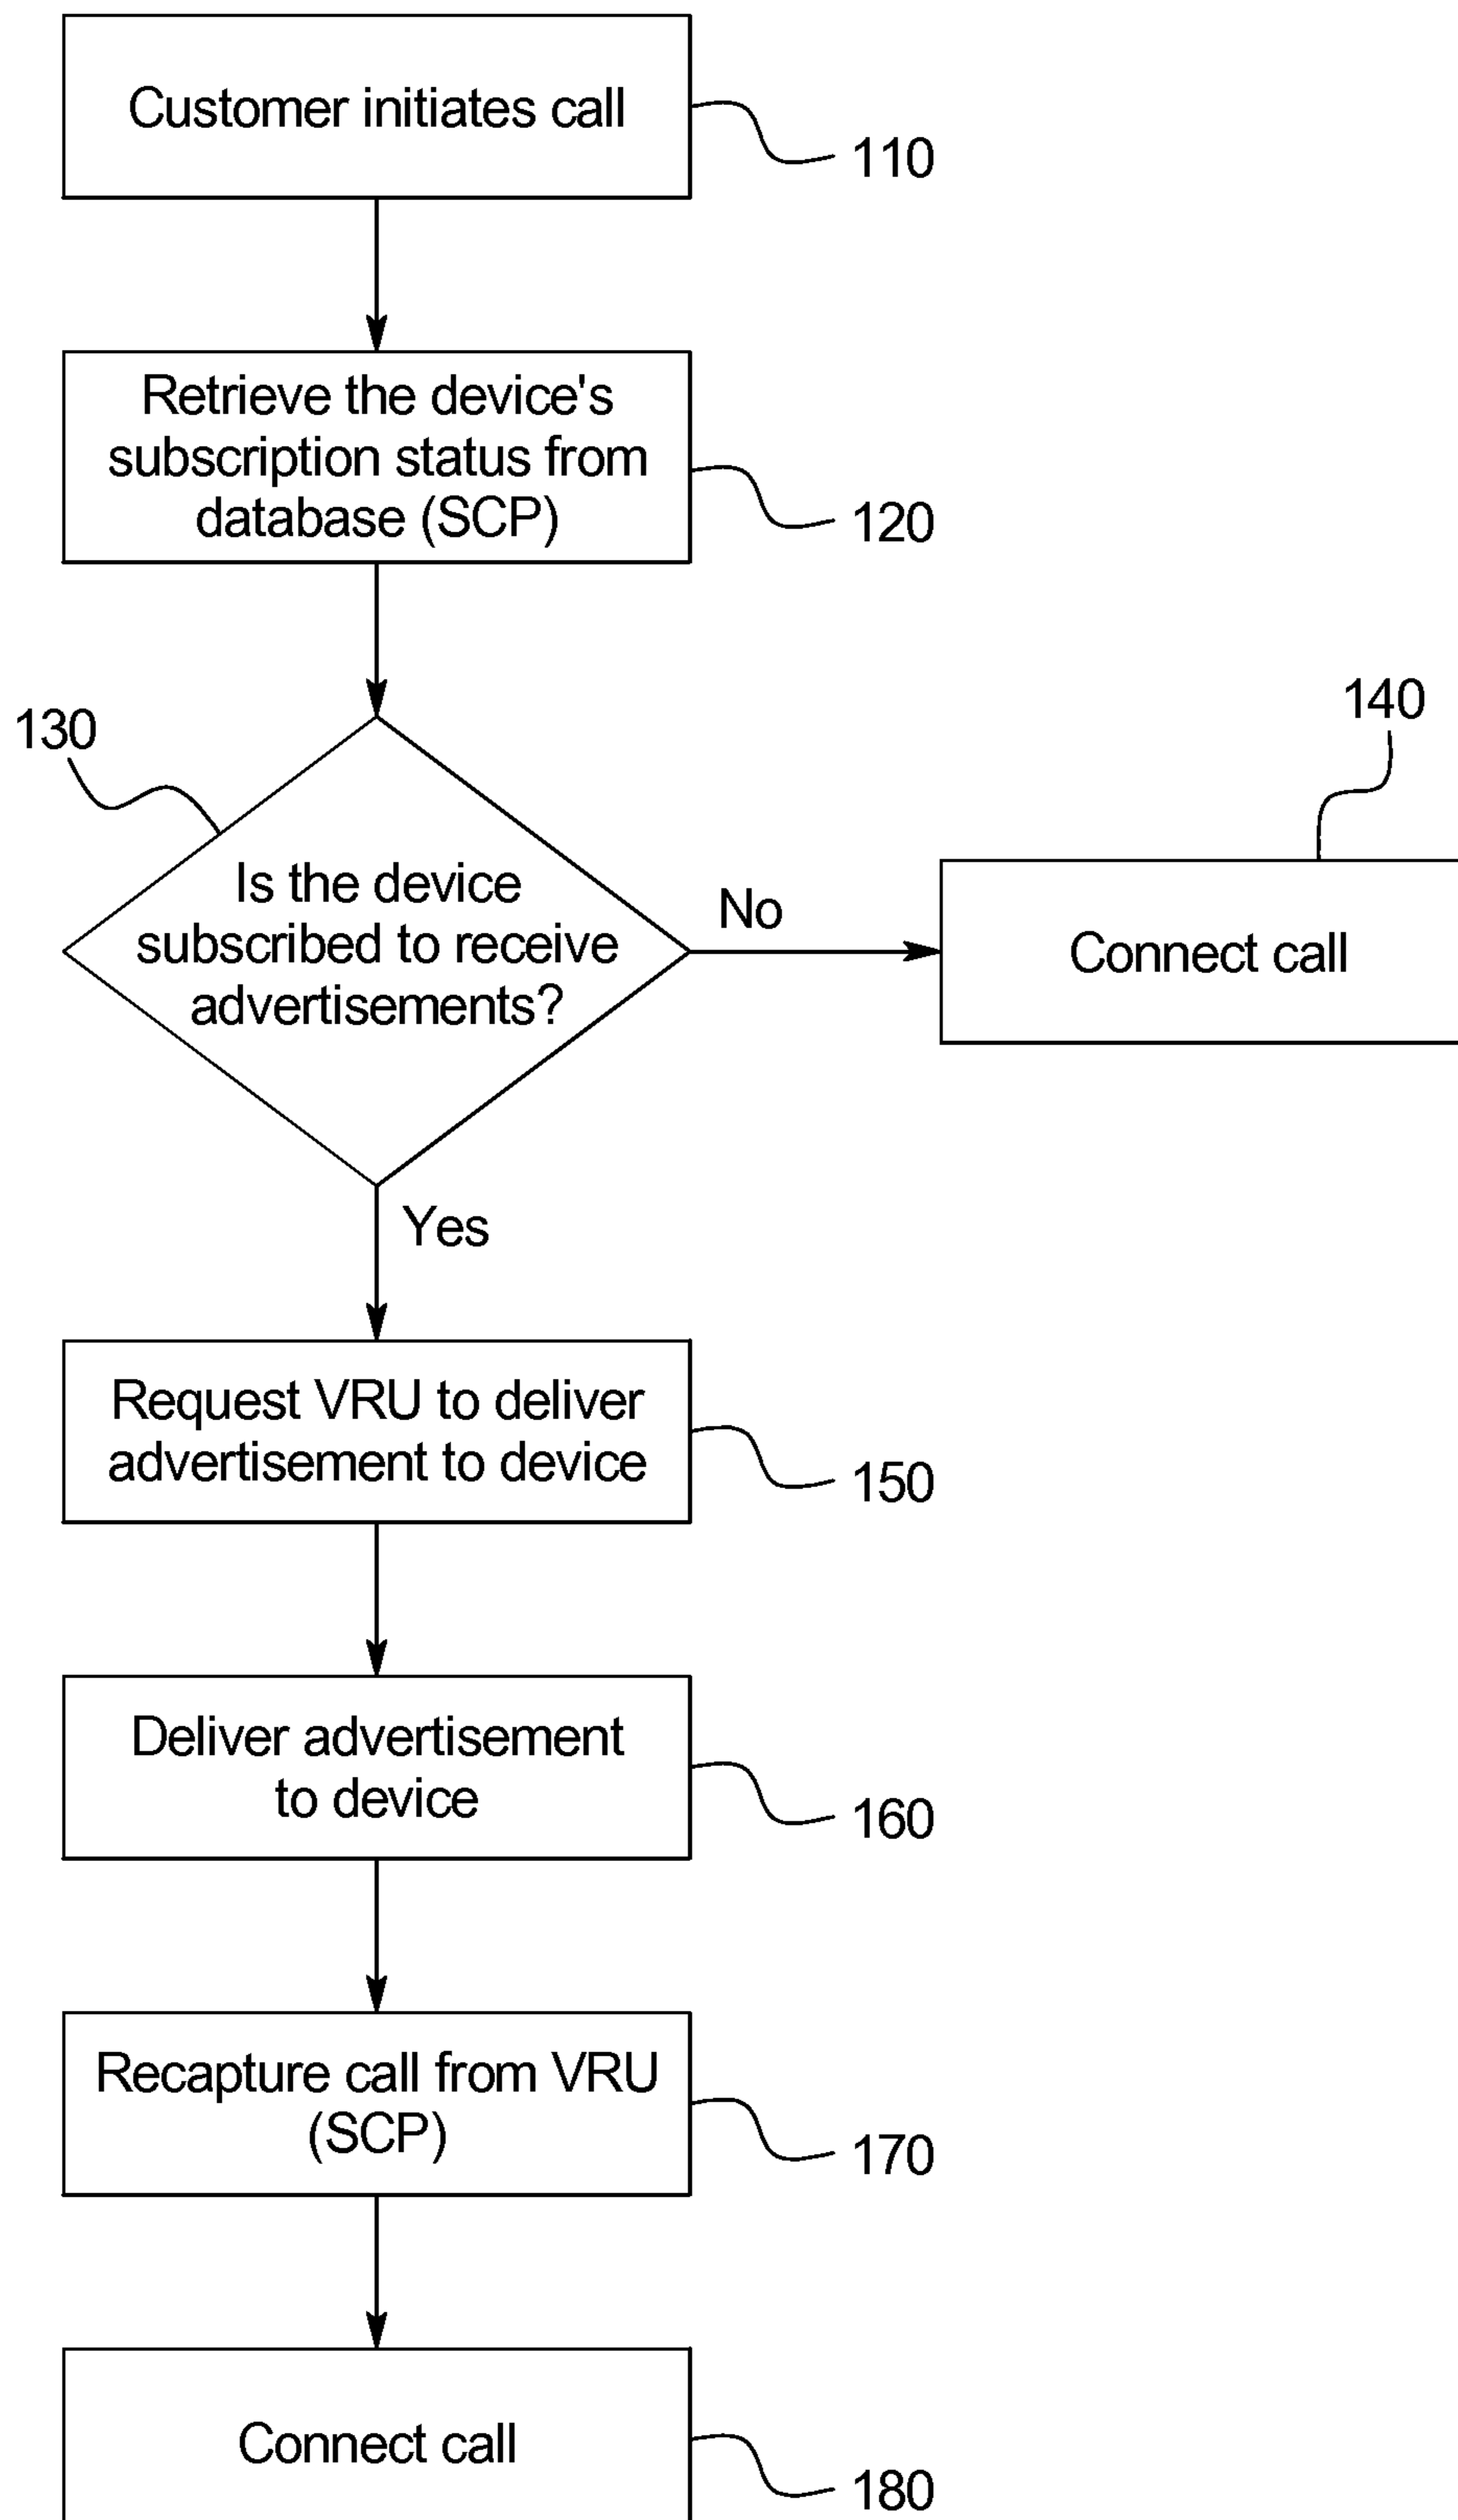 Customer initiates call
110
Retrieve the device's
subscription status from
database (SCP)
120
130
Is the device
subscribed to receive
advertisements?
No
140
Connect call
Yes
Request VRU to deliver
advertisement to device
150
Deliver advertisement
to device
160
Recapture call from VRU
(SCP)
170
Connect call
180